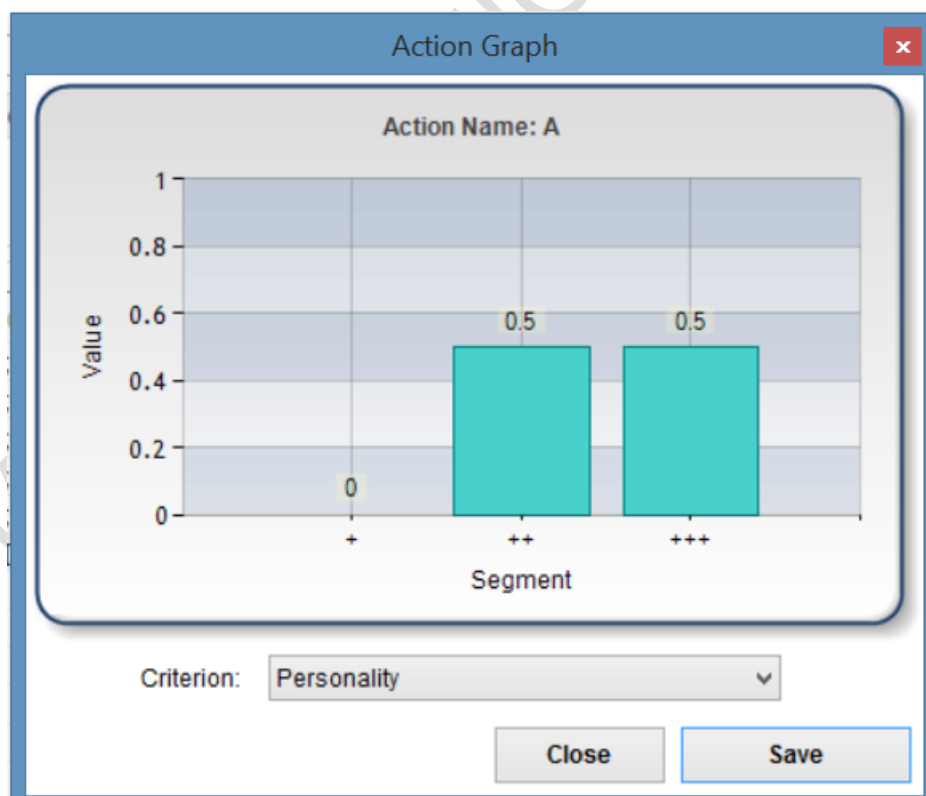 Action Graph
x
Action Name: A
1
0.8
0.6
0.4
0.2
0
Value
0
0.5
0.5
+
++
+++
Segment
Criterion: Personality
Close Save